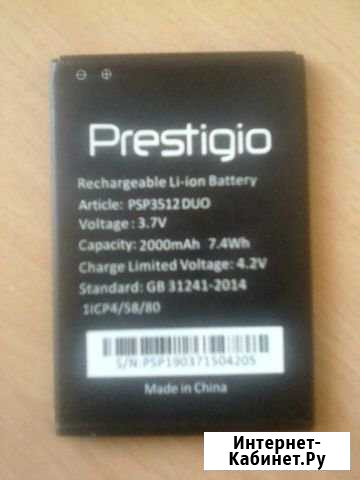 Prestigio
Rechargeable Li-ion Battery
Article: PSP3512 DUO
Voltage : 3.7V
Capacity: 2000mAh 7.4Wh
Charge Limited Voltage: 4.2V
Standard: GB 31241-2014
1ICP4/58/80
S/N:PSP190371504205
Made in China
Интернет-
Кабинет.Ру